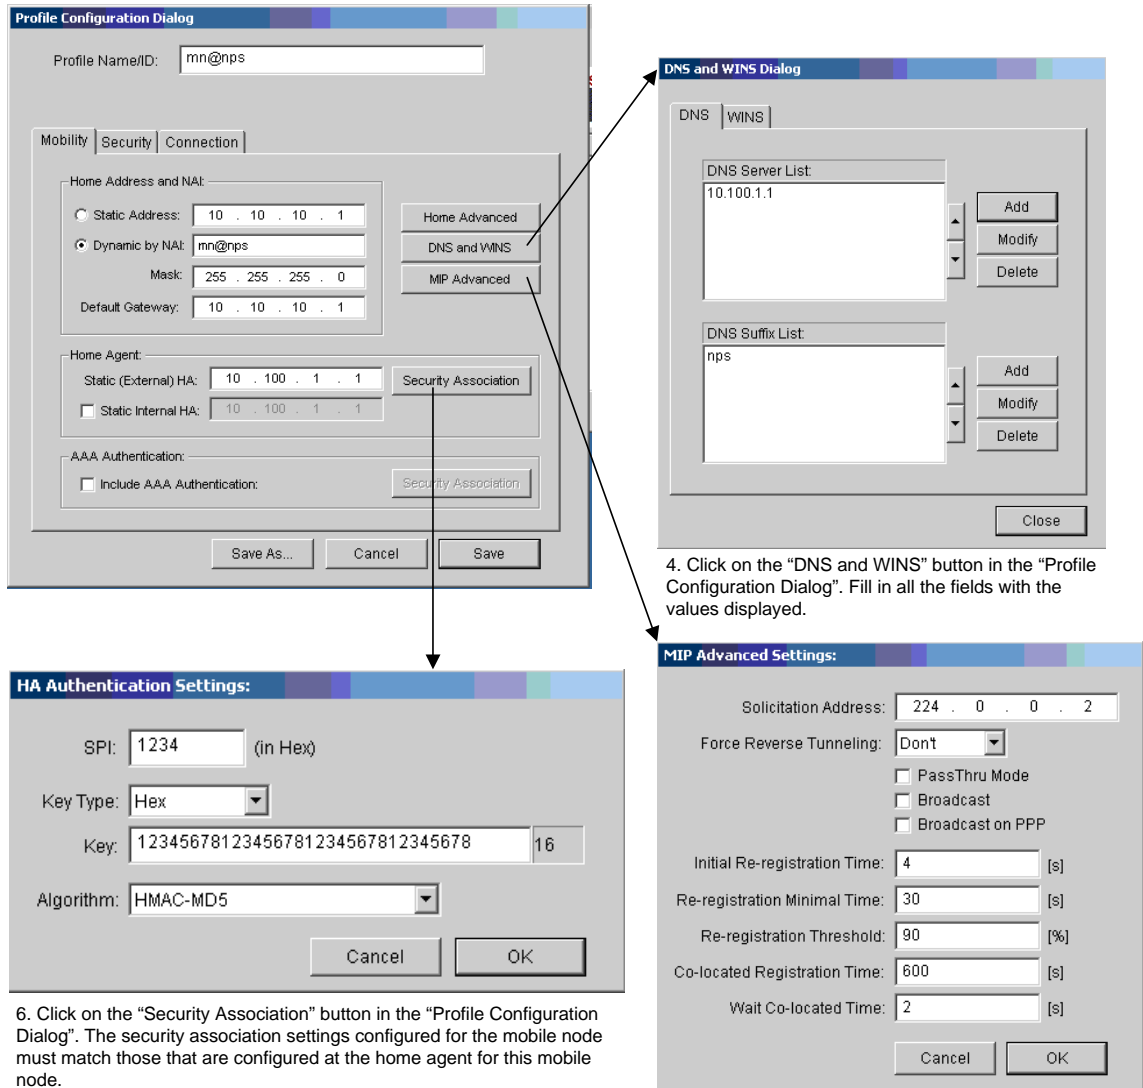 Profile Configuration Dialog
Profile Name/ID: mn@nps
Mobility Security Connection
Home Address and NAI:
Static Address: 10 . 10 . 10 . 1
Home Advanced
Dynamic by NAI: mn@nps
DNS and WINS
Mask: 255 . 255 . 255 . 0
MIP Advanced
Default Gateway: 10 . 10 . 10 . 1
Home Agent:
Static (External) HA: 10 . 100 . 1 . 1
Security Association
Static Internal HA: 10 . 100 . 1 . 1
AAA Authentication:
Include AAA Authentication:
Security Association
Save As... Cancel Save
DNS and WINS Dialog
DNS WINS
DNS Server List:
10.100.1.1
Add
Modify
Delete
DNS Suffix List:
nps
Add
Modify
Delete
Close
4. Click on the “DNS and WINS” button in the “Profile
Configuration Dialog”. Fill in all the fields with the
values displayed.
HA Authentication Settings:
SPI: 1234 (in Hex)
Key Type: Hex
Key: 12345678123456781234567812345678 16
Algorithm: HMAC-MD5
Cancel OK
6. Click on the “Security Association” button in the “Profile Configuration
Dialog”. The security association settings configured for the mobile node
must match those that are configured at the home agent for this mobile
node.
MIP Advanced Settings:
Solicitation Address: 224 . 0 . 0 . 2
Force Reverse Tunneling: Don't
PassThru Mode
Broadcast
Broadcast on PPP
Initial Re-registration Time: 4 [s]
Re-registration Minimal Time: 30 [s]
Re-registration Threshold: 90 [%]
Co-located Registration Time: 600 [s]
Wait Co-located Time: 2 [s]
Cancel OK